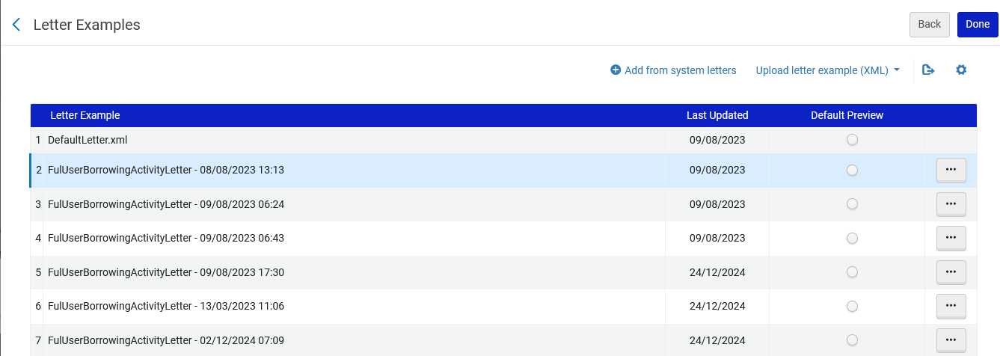 Letter Examples Back Done
Add from system letters Upload letter example (XML)
Letter Example Last Updated Default Preview
1 DefaultLetter.xml 09/08/2023
2 FulUserBorrowingActivityLetter - 08/08/2023 13:13 09/08/2023
3 FulUserBorrowingActivityLetter - 09/08/2023 06:24 09/08/2023
4 FulUserBorrowingActivityLetter - 09/08/2023 06:43 09/08/2023
5 FulUserBorrowingActivityLetter - 09/08/2023 17:30 24/12/2024
6 FulUserBorrowingActivityLetter - 13/03/2023 11:06 24/12/2024
7 FulUserBorrowingActivityLetter - 02/12/2024 07:09 24/12/2024